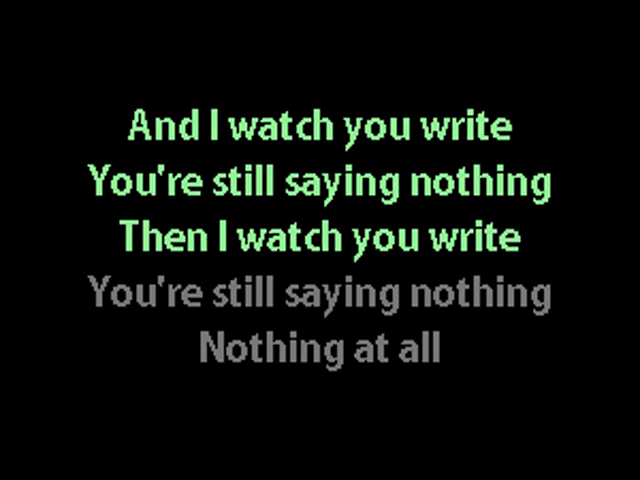 And I watch you write
You're still saying nothing
Then I watch you write
You're still saying nothing
Nothing at all